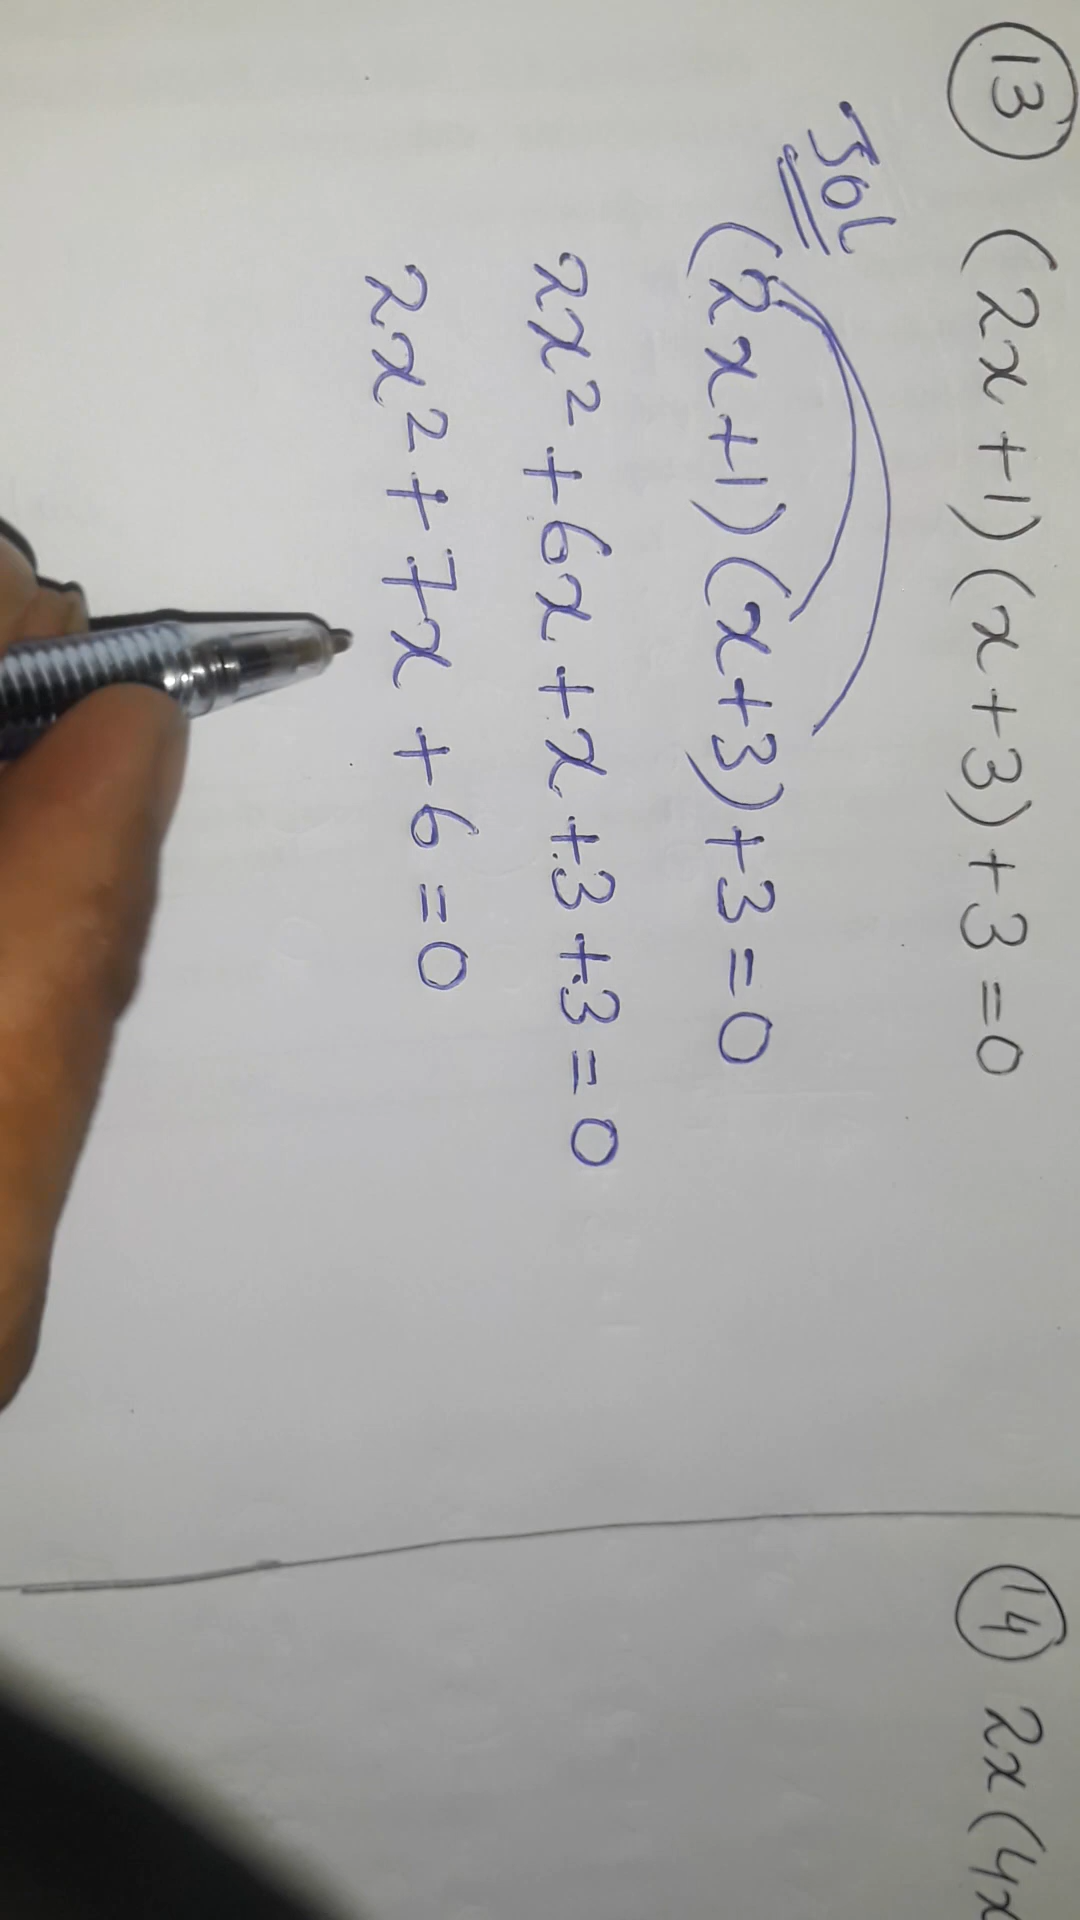 13 (2x+1)(x+3)+3=0
Sol
(2x+1)(x+3)+3=0
2x²+6x+x+3+3=0
2x²+7x+6=0
14 2x(4x